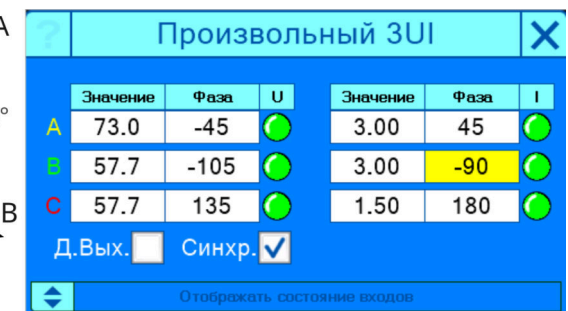 A
? Произвольный 3UI X
°
Значение Фаза U Значение Фаза I
A 73.0 -45 3.00 45
B 57.7 -105 3.00 -90
C 57.7 135 1.50 180
B
Д.Вых. Синхр.
Отображать состояние входов